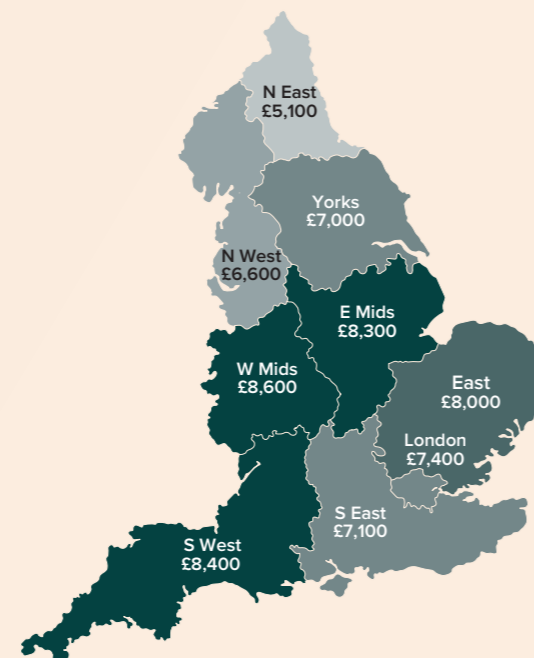 N East
£5,100
Yorks
£7,000
N West
£6,600
E Mids
£8,300
W Mids
£8,600
East
£8,000
London
£7,400
S East
£7,100
S West
£8,400